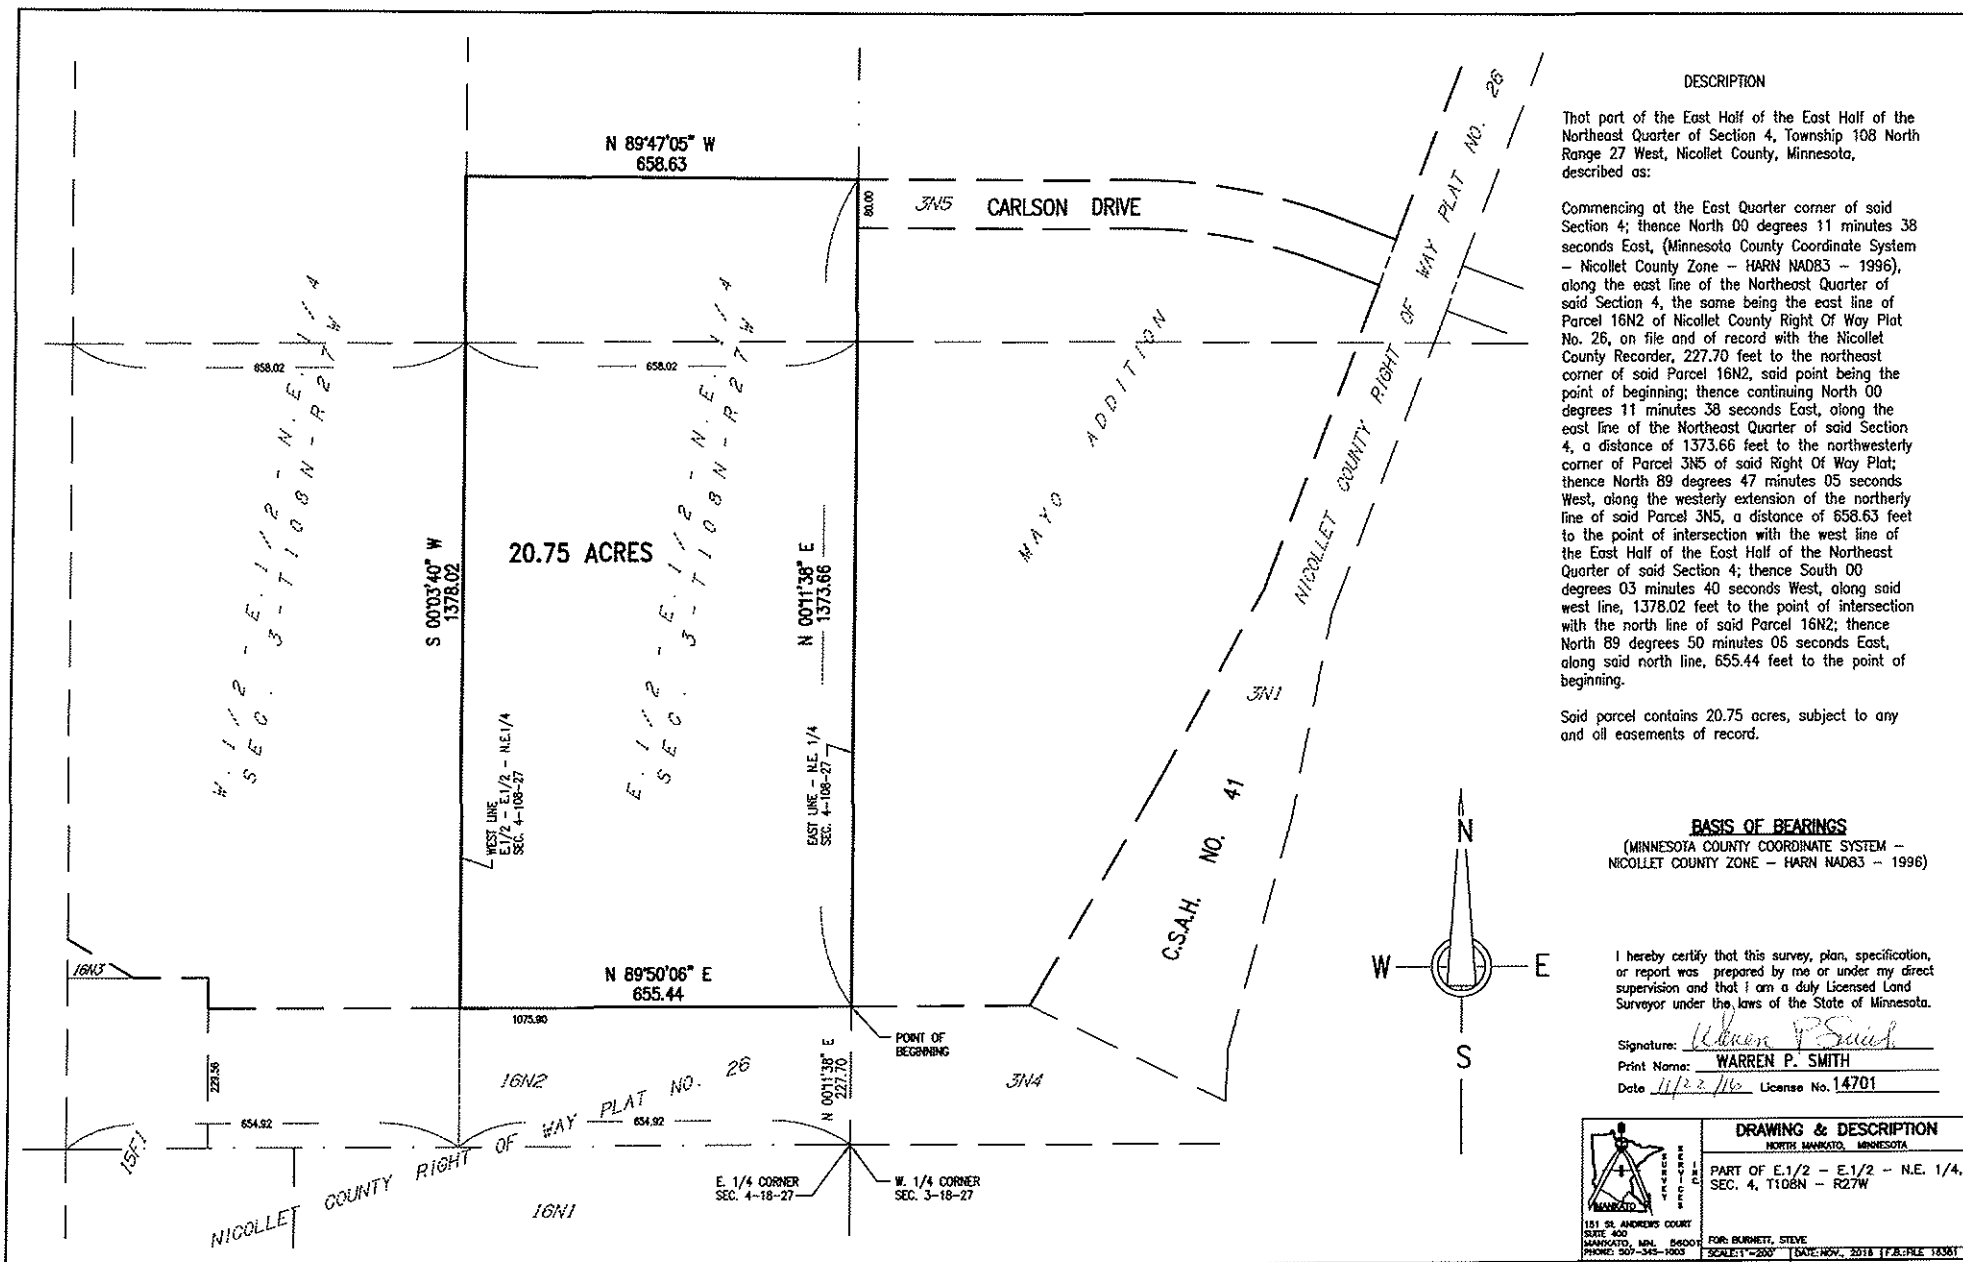 N 89°47'05" W
658.63
80.00
3N5
CARLSON DRIVE
NICOLLET COUNTY RIGHT OF WAY PLAT NO. 26
658.02
658.02
W. 1/2 - E. 1/2 - N.E. 1/4
SEC. 3-T108N-R27W
E. 1/2 - E. 1/2 - N.E. 1/4
SEC. 3-T108N-R27W
MAYO ADDITION
S 00°03'40" W
1378.02
20.75 ACRES
N 00°11'38" E
1373.66
WEST LINE
E.1/2 - E.1/2 - N.E.1/4
SEC. 4-108-27
EAST LINE - N.E. 1/4
SEC. 4-108-27
3N1
C.S.A.H. NO. 41
16N3
N 89°50'06" E
655.44
1075.90
POINT OF
BEGINNING
229.56
16N2
N 00°11'38" E
227.70
3N4
654.92
654.92
15F1
NICOLLET COUNTY RIGHT OF WAY PLAT NO. 26
E. 1/4 CORNER
SEC. 4-18-27
W. 1/4 CORNER
SEC. 3-18-27
16N1
DESCRIPTION
That part of the East Half of the East Half of the
Northeast Quarter of Section 4, Township 108 North
Range 27 West, Nicollet County, Minnesota,
described as:
Commencing at the East Quarter corner of said
Section 4; thence North 00 degrees 11 minutes 38
seconds East, (Minnesota County Coordinate System
- Nicollet County Zone - HARN NAD83 - 1996),
along the east line of the Northeast Quarter of
said Section 4, the same being the east line of
Parcel 16N2 of Nicollet County Right Of Way Plat
No. 26, on file and of record with the Nicollet
County Recorder, 227.70 feet to the northeast
corner of said Parcel 16N2, said point being the
point of beginning; thence continuing North 00
degrees 11 minutes 38 seconds East, along the
east line of the Northeast Quarter of said Section
4, a distance of 1373.66 feet to the northwesterly
corner of Parcel 3N5 of said Right Of Way Plat;
thence North 89 degrees 47 minutes 05 seconds
West, along the westerly extension of the northerly
line of said Parcel 3N5, a distance of 658.63 feet
to the point of intersection with the west line of
the East Half of the East Half of the Northeast
Quarter of said Section 4; thence South 00
degrees 03 minutes 40 seconds West, along said
west line, 1378.02 feet to the point of intersection
with the north line of said Parcel 16N2; thence
North 89 degrees 50 minutes 06 seconds East,
along said north line, 655.44 feet to the point of
beginning.
Said parcel contains 20.75 acres, subject to any
and all easements of record.
BASIS OF BEARINGS
(MINNESOTA COUNTY COORDINATE SYSTEM -
NICOLLET COUNTY ZONE - HARN NAD83 - 1996)
N
W E
S
I hereby certify that this survey, plan, specification,
or report was prepared by me or under my direct
supervision and that I am a duly Licensed Land
Surveyor under the laws of the State of Minnesota.
Signature: Warren P. Smith
Print Name: WARREN P. SMITH
Date 11/22/16 License No. 14701
SURVEY
SERVICES
INC
MANKATO
151 ST. ANDREWS COURT
SUITE 400
MANKATO, MN. 56001
PHONE: 507-345-1003
DRAWING & DESCRIPTION
NORTH MANKATO, MINNESOTA
PART OF E.1/2 - E.1/2 - N.E. 1/4,
SEC. 4, T108N - R27W
FOR: BURNETT, STEVE
SCALE:1"=200' DATE:NOV., 2016 F.B.:FILE 16361